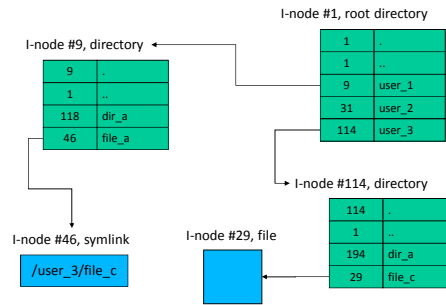 I-node #1, root directory
1 .
1 ..
9 user_1
31 user_2
114 user_3
I-node #9, directory
9 .
1 ..
118 dir_a
46 file_a
I-node #114, directory
114 .
1 ..
194 dir_a
29 file_c
I-node #46, symlink
/user_3/file_c
I-node #29, file